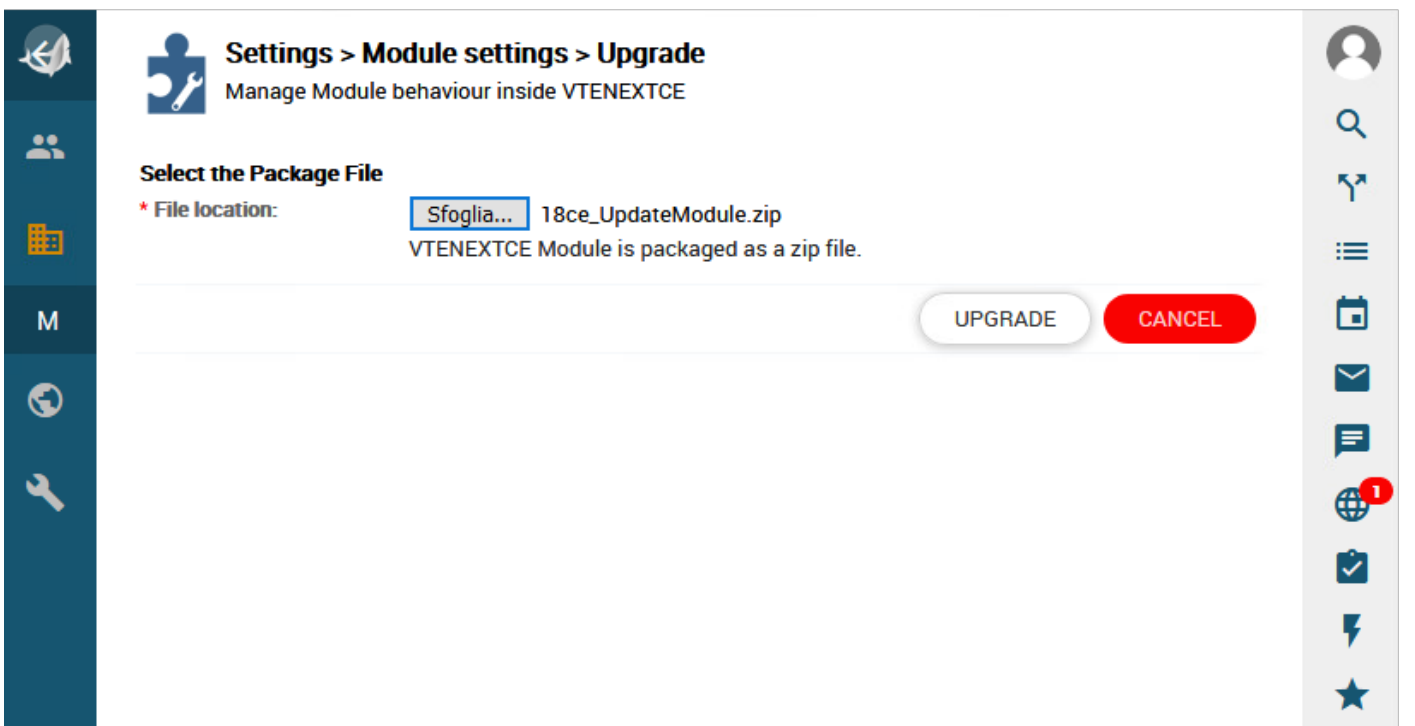 Settings > Module settings > Upgrade
Manage Module behaviour inside VTENEXTCE
Select the Package File
* File location:
Sfoglia... 18ce_UpdateModule.zip
VTENEXTCE Module is packaged as a zip file.
UPGRADE CANCEL
M
1